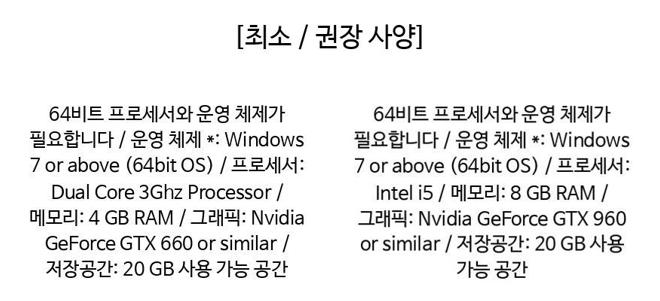 [최소 / 권장 사양]
64비트 프로세서와 운영 체제가
필요합니다 / 운영 체제 *: Windows
7 or above (64bit OS) / 프로세서:
Dual Core 3Ghz Processor /
메모리: 4 GB RAM / 그래픽: Nvidia
GeForce GTX 660 or similar /
저장공간: 20 GB 사용 가능 공간
64비트 프로세서와 운영 체제가
필요합니다 / 운영 체제 *: Windows
7 or above (64bit OS) / 프로세서:
Intel i5 / 메모리: 8 GB RAM /
그래픽: Nvidia GeForce GTX 960
or similar / 저장공간: 20 GB 사용
가능 공간